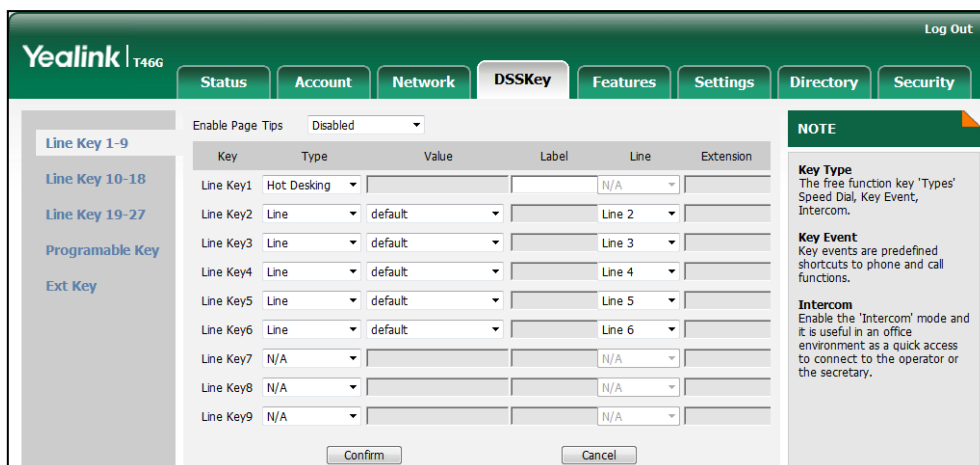 Log Out
Yealink T46G
Status Account Network DSSKey Features Settings Directory Security
Line Key 1-9
Line Key 10-18
Line Key 19-27
Programable Key
Ext Key
Enable Page Tips Disabled
Key Type Value Label Line Extension
Line Key1 Hot Desking N/A
Line Key2 Line default Line 2
Line Key3 Line default Line 3
Line Key4 Line default Line 4
Line Key5 Line default Line 5
Line Key6 Line default Line 6
Line Key7 N/A N/A
Line Key8 N/A N/A
Line Key9 N/A N/A
Confirm Cancel
NOTE
Key Type
The free function key 'Types'
Speed Dial, Key Event,
Intercom.
Key Event
Key events are predefined
shortcuts to phone and call
functions.
Intercom
Enable the 'Intercom' mode and
it is useful in an office
environment as a quick access
to connect to the operator or
the secretary.